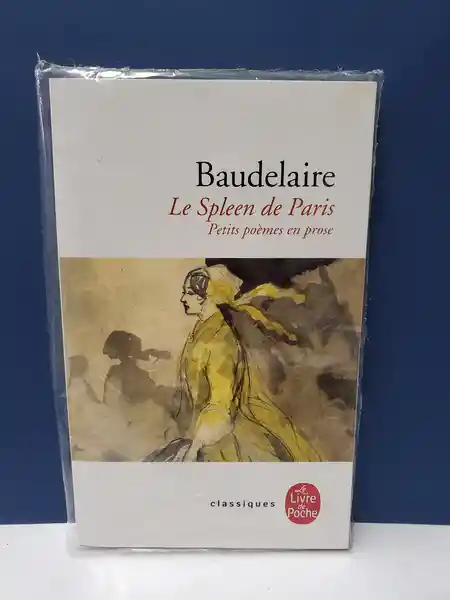 Baudelaire
Le Spleen de Paris
Petits poèmes en prose
classiques
Le
Livre
de
Poche